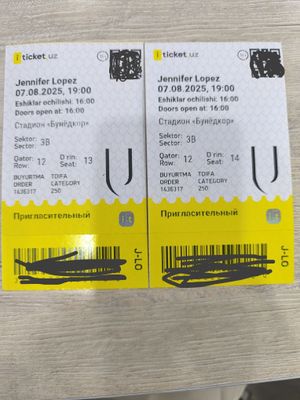 iticket.uz
Jennifer Lopez
07.08.2025, 19:00
Eshiklar ochilishi: 16:00
Doors open at: 16:00
Стадион «Бунёдкор»
Sektor:
Sector: 3B
Qator:
Row: 12
O'rin:
Seat: 13
BUYURTMA
ORDER
1436317
TOIFA
CATEGORY
250
Пригласительный
J-LO
iticket.uz
Jennifer Lopez
07.08.2025, 19:00
Eshiklar ochilishi: 16:00
Doors open at: 16:00
Стадион «Бунёдкор»
Sektor:
Sector: 3B
Qator:
Row: 12
O'rin:
Seat: 14
BUYURTMA
ORDER
1436317
TOIFA
CATEGORY
250
Пригласительный
J-LO